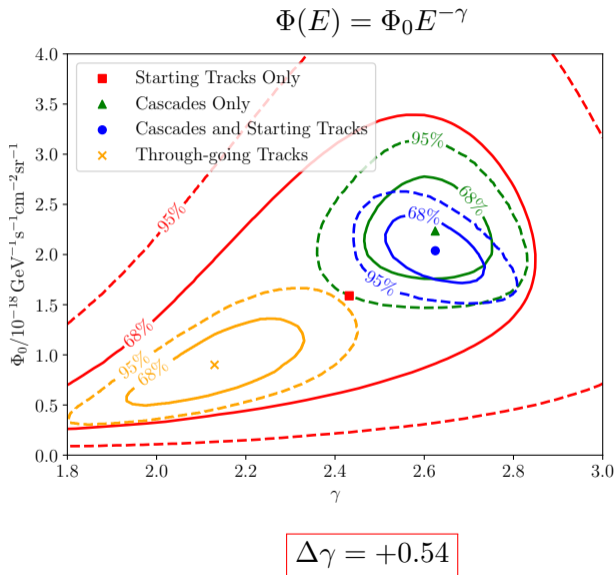 Φ(E) = Φ₀E⁻ᵞ
4.0
3.5
3.0
2.5
2.0
1.5
1.0
0.5
0.0
Φ₀/10⁻¹⁸ GeV⁻¹s⁻¹cm⁻²sr⁻¹
Starting Tracks Only
Cascades Only
Cascades and Starting Tracks
Through-going Tracks
95%
68%
95%
68%
95%
68%
68%
95%
1.8 2.0 2.2 2.4 2.6 2.8 3.0
γ
Δγ = +0.54